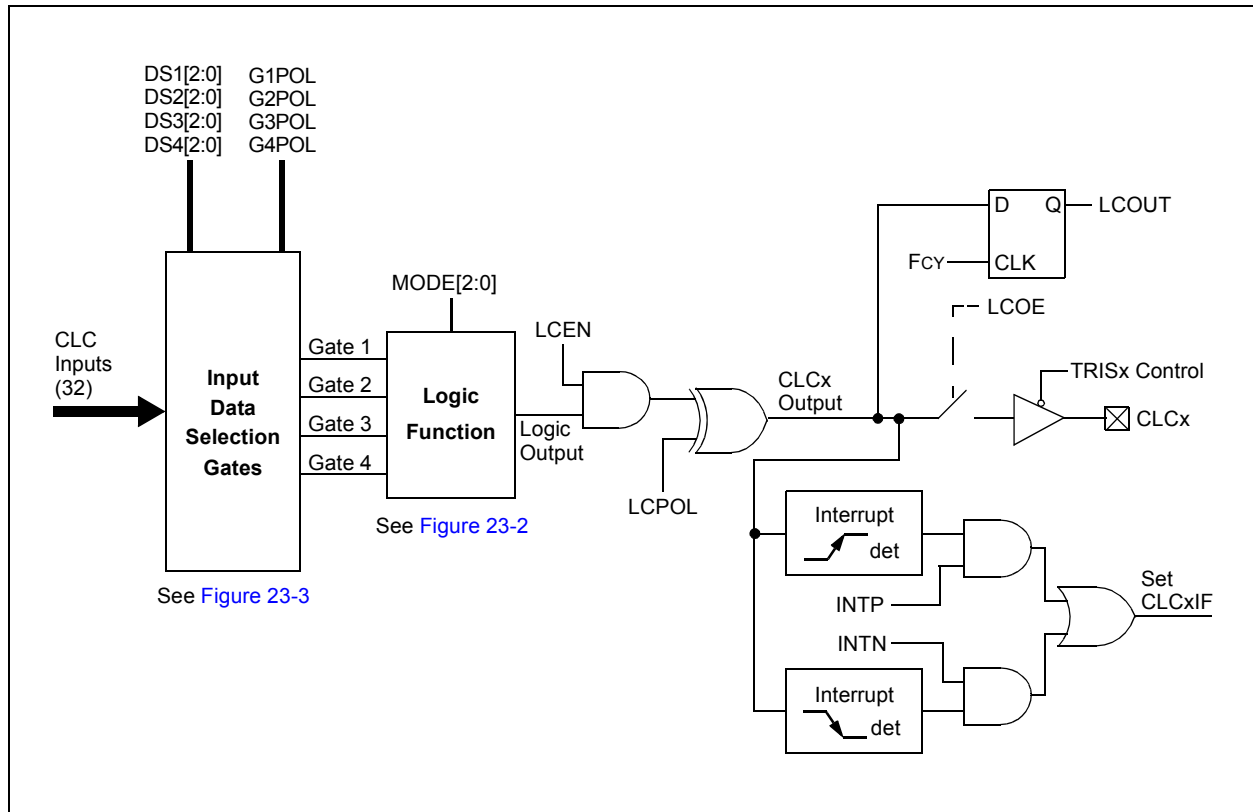 DS1[2:0]
DS2[2:0]
DS3[2:0]
DS4[2:0]
G1POL
G2POL
G3POL
G4POL
CLC
Inputs
(32)
Input
Data
Selection
Gates
See Figure 23-3
Gate 1
Gate 2
Gate 3
Gate 4
MODE[2:0]
Logic
Function
See Figure 23-2
Logic
Output
LCEN
LCPOL
CLCx
Output
D Q
CLK
FCY
LCOUT
LCOE
TRISx Control
CLCx
Interrupt
det
INTP
INTN
Interrupt
det
Set
CLCxIF